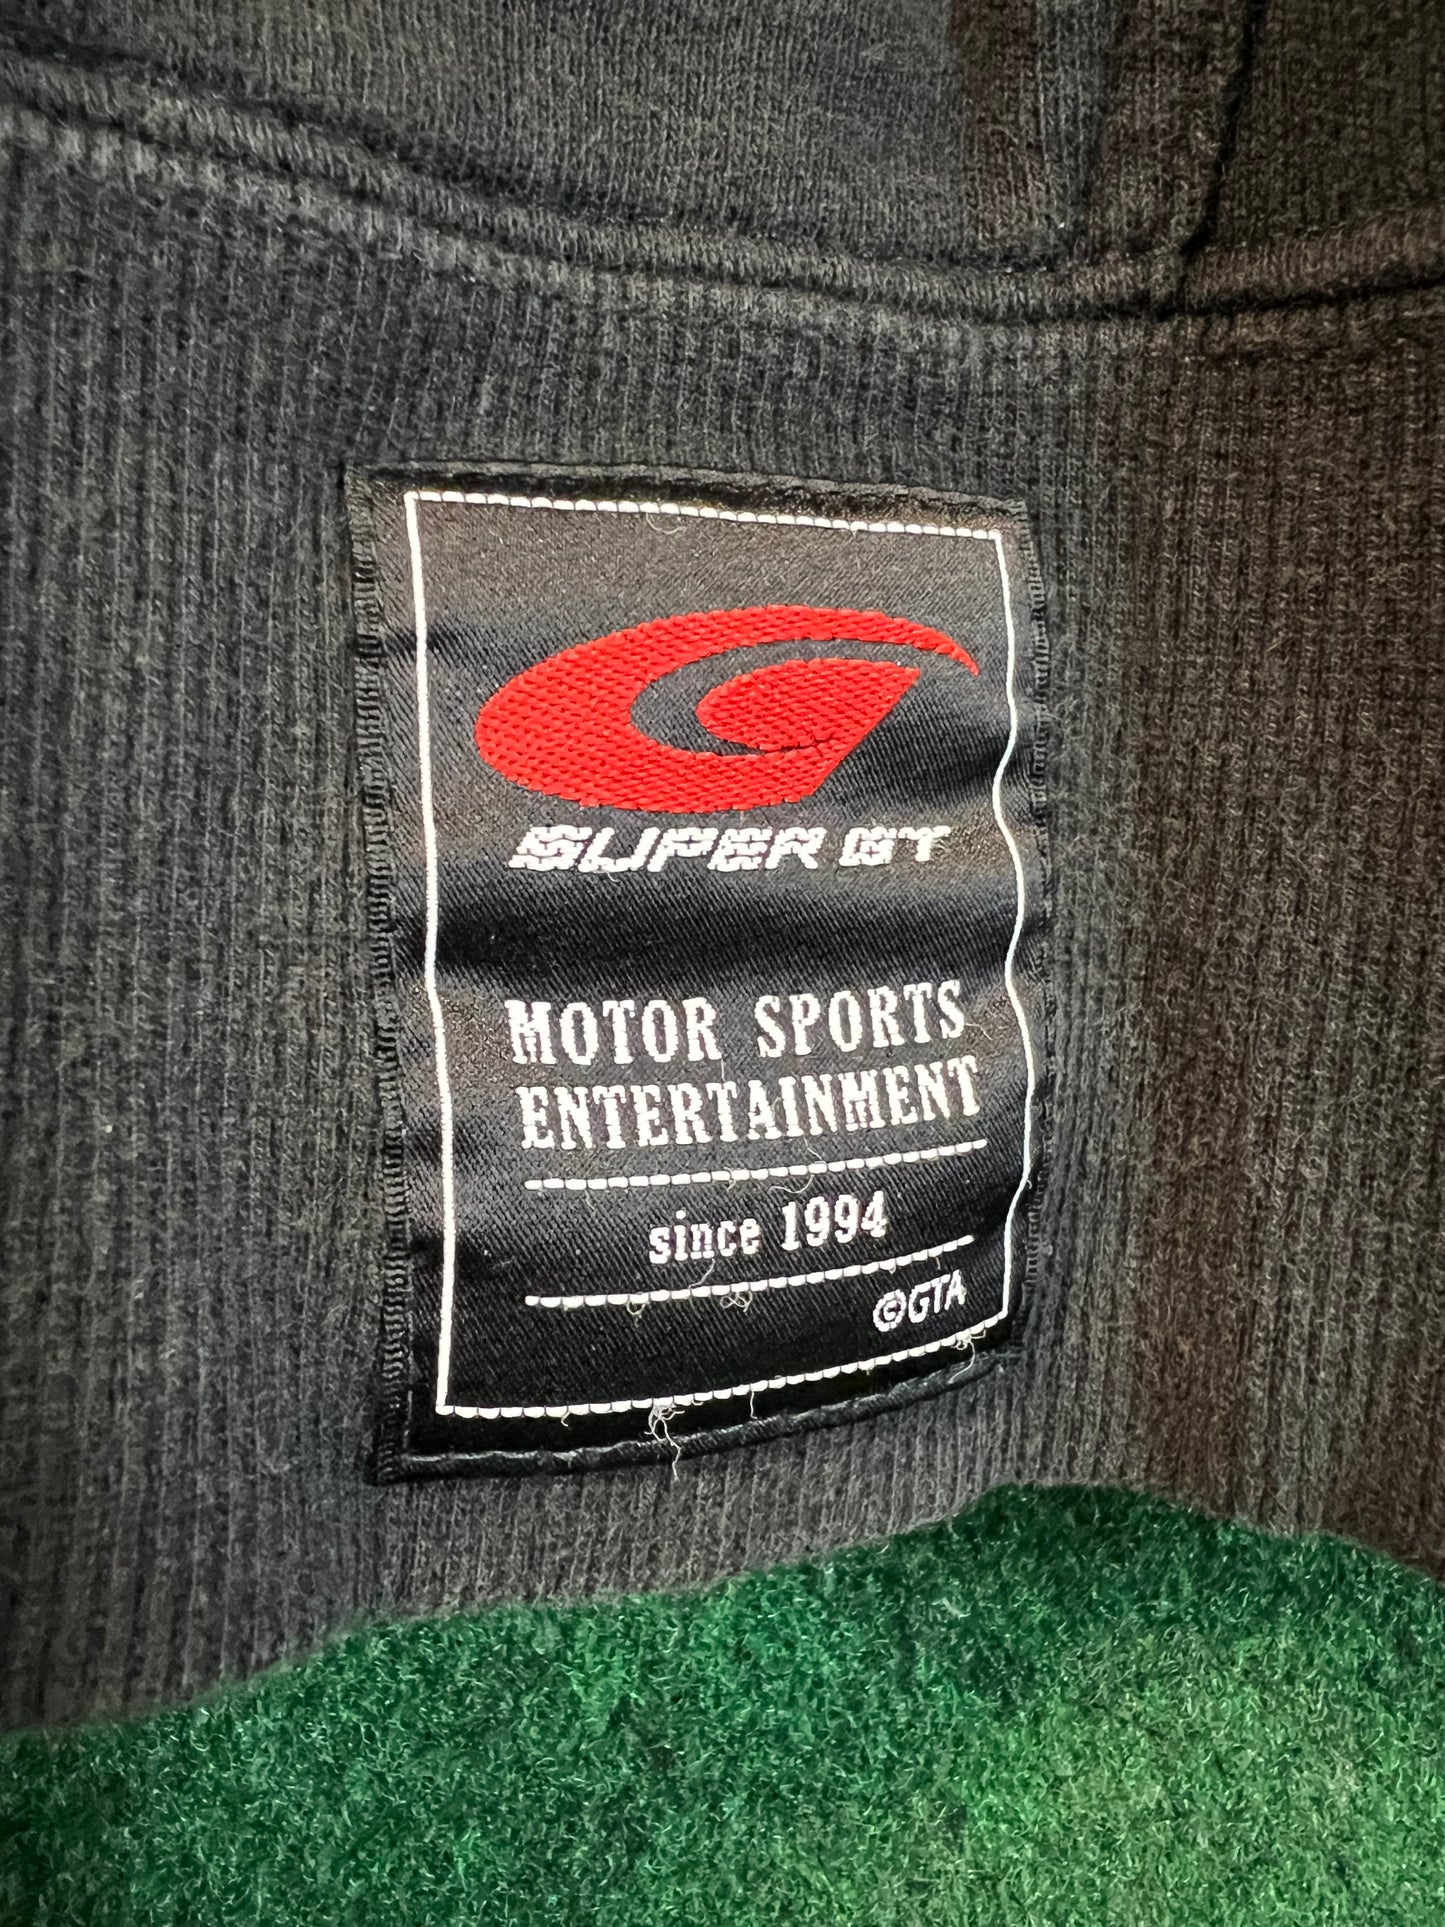 SUPER GT
MOTOR SPORTS
ENTERTAINMENT
since 1994
©GTA